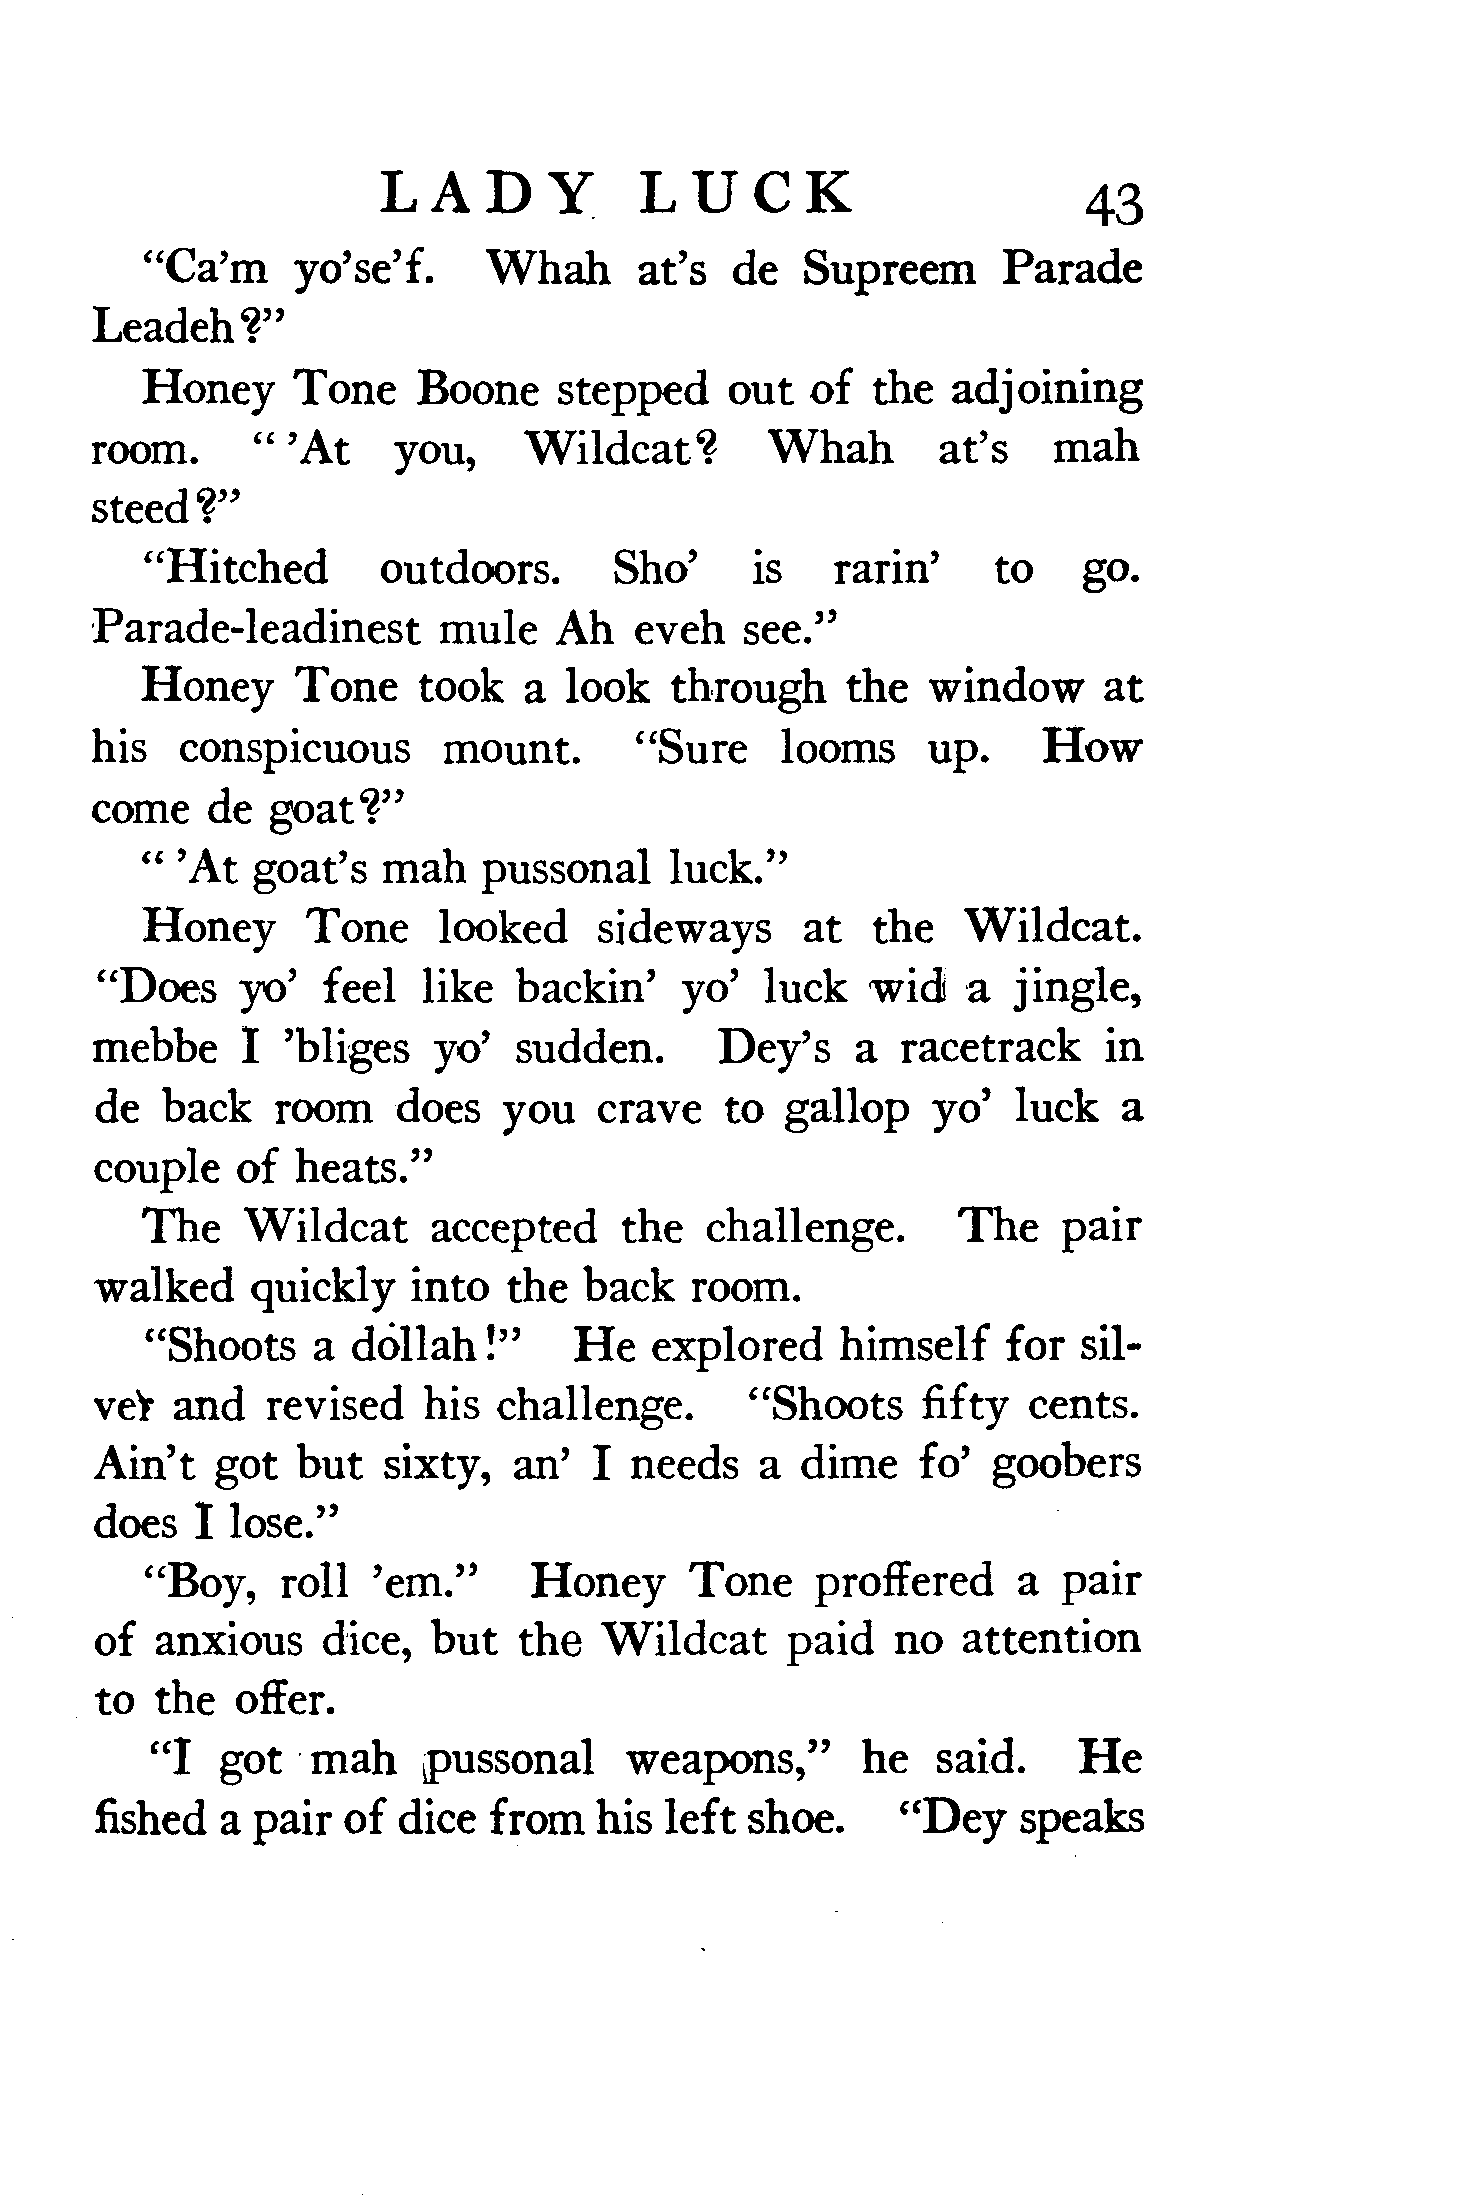 LADY LUCK 43
“Ca’m yo’se’f. Whah at’s de Supreem Parade
Leadeh?”
Honey Tone Boone stepped out of the adjoining
room. “ ’At you, Wildcat? Whah at’s mah
steed?”
“Hitched outdoors. Sho’ is rarin’ to go.
Parade-leadinest mule Ah eveh see.”
Honey Tone took a look through the window at
his conspicuous mount. “Sure looms up. How
come de goat?”
“ ’At goat’s mah pussonal luck.”
Honey Tone looked sideways at the Wildcat.
“Does yo’ feel like backin’ yo’ luck wid a jingle,
mebbe I ’bliges yo’ sudden. Dey’s a racetrack in
de back room does you crave to gallop yo’ luck a
couple of heats.”
The Wildcat accepted the challenge. The pair
walked quickly into the back room.
“Shoots a dollah!” He explored himself for sil-
ver and revised his challenge. “Shoots fifty cents.
Ain’t got but sixty, an’ I needs a dime fo’ goobers
does I lose.”
“Boy, roll ’em.” Honey Tone proffered a pair
of anxious dice, but the Wildcat paid no attention
to the offer.
“I got mah pussonal weapons,” he said. He
fished a pair of dice from his left shoe. “Dey speaks